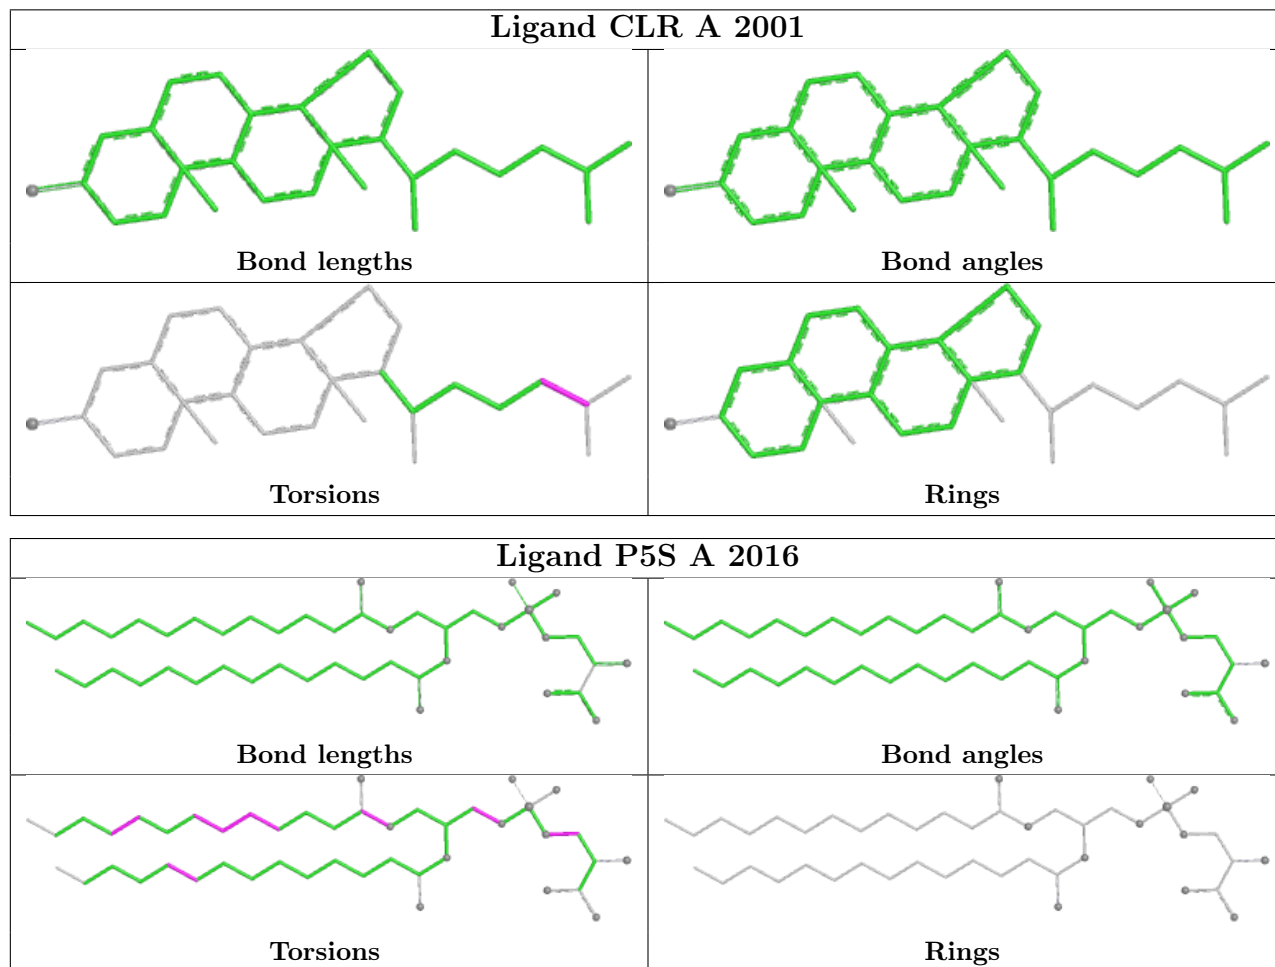 Ligand CLR A 2001
Bond lengths
Bond angles
Torsions
Rings
Ligand P5S A 2016
Bond lengths
Bond angles
Torsions
Rings